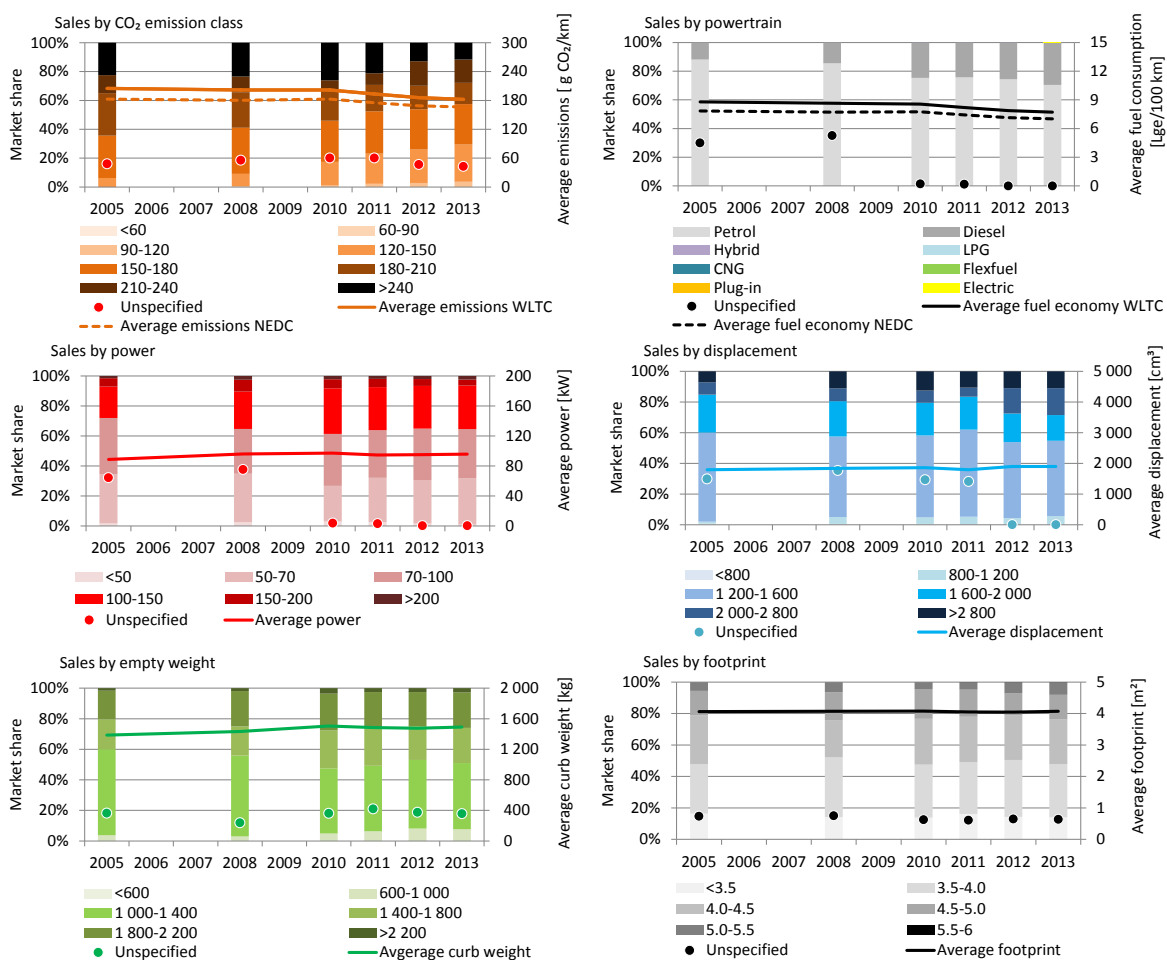 Sales by CO₂ emission class
Market share
100%
80%
60%
40%
20%
0%
300
240
180
120
60
0
Average emissions [ g CO₂/km]
2005 2006 2007 2008 2009 2010 2011 2012 2013
<60 60-90
90-120 120-150
150-180 180-210
210-240 >240
Unspecified Average emissions WLTC
Average emissions NEDC
Sales by powertrain
Market share
100%
80%
60%
40%
20%
0%
15
12
9
6
3
0
Average fuel consumption
[Lge/100 km]
2005 2006 2007 2008 2009 2010 2011 2012 2013
Petrol Diesel
Hybrid LPG
CNG Flexfuel
Plug-in Electric
Unspecified Average fuel economy WLTC
Average fuel economy NEDC
Sales by power
Market share
100%
80%
60%
40%
20%
0%
200
160
120
80
40
0
Average power [kW]
2005 2006 2007 2008 2009 2010 2011 2012 2013
<50 50-70 70-100
100-150 150-200 >200
Unspecified Average power
Sales by displacement
Market share
100%
80%
60%
40%
20%
0%
5 000
4 000
3 000
2 000
1 000
0
Average displacement [cm³]
2005 2006 2007 2008 2009 2010 2011 2012 2013
<800 800-1 200
1 200-1 600 1 600-2 000
2 000-2 800 >2 800
Unspecified Average displacement
Sales by empty weight
Market share
100%
80%
60%
40%
20%
0%
2 000
1 600
1 200
800
400
0
Average curb weight [kg]
2005 2006 2007 2008 2009 2010 2011 2012 2013
<600 600-1 000
1 000-1 400 1 400-1 800
1 800-2 200 >2 200
Unspecified Avgerage curb weight
Sales by footprint
Market share
100%
80%
60%
40%
20%
0%
5
4
3
2
1
0
Average footprint [m²]
2005 2006 2007 2008 2009 2010 2011 2012 2013
<3.5 3.5-4.0
4.0-4.5 4.5-5.0
5.0-5.5 5.5-6
Unspecified Average footprint